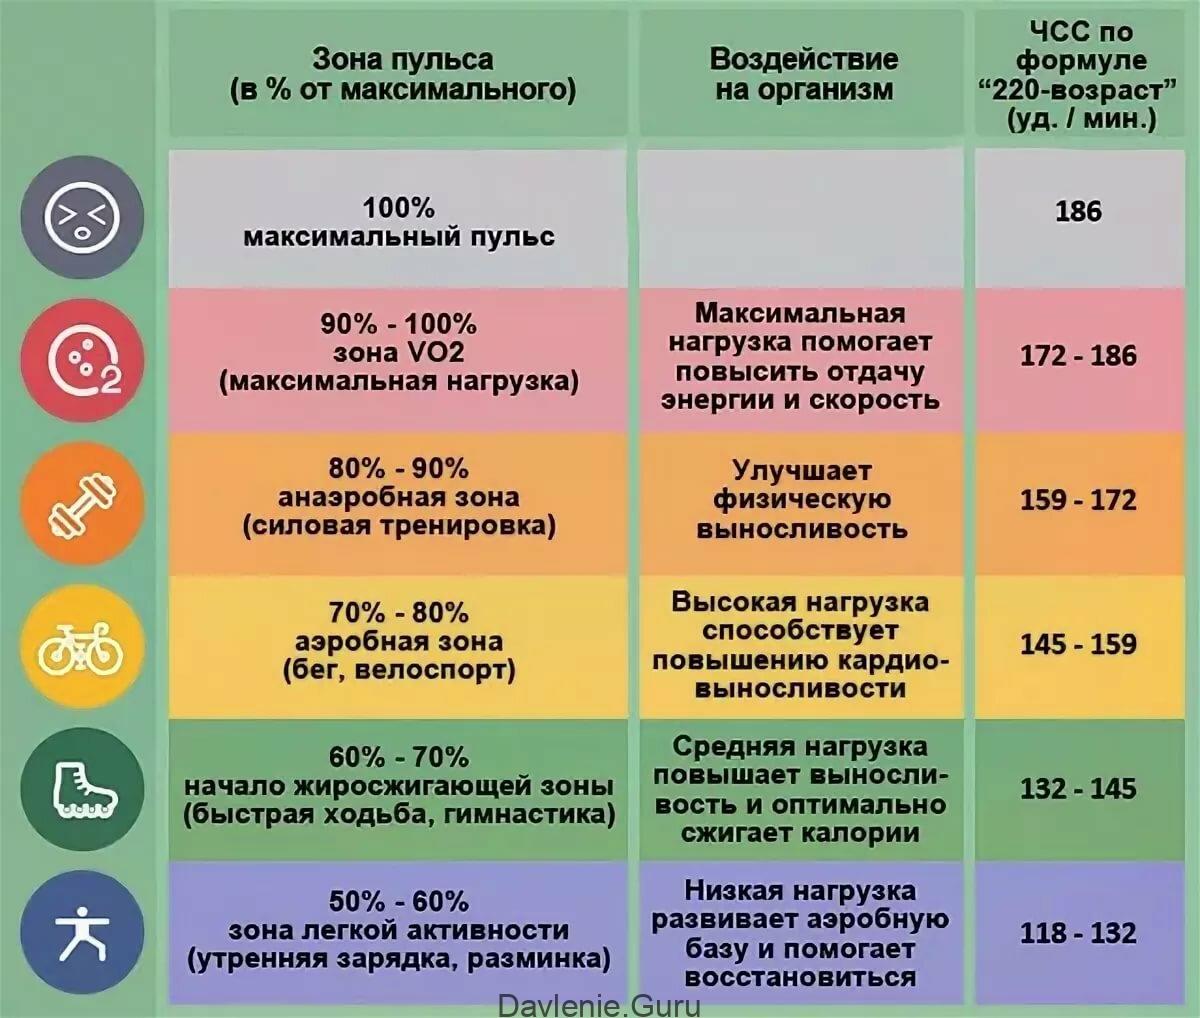 Зона пульса
(в % от максимального)
Воздействие
на организм
ЧСС по
формуле
“220-возраст”
(уд. / мин.)
100%
максимальный пульс
186
90% - 100%
зона VO2
(максимальная нагрузка)
Максимальная
нагрузка помогает
повысить отдачу
энергии и скорость
172 - 186
2
80% - 90%
анаэробная зона
(силовая тренировка)
Улучшает
физическую
выносливость
159 - 172
70% - 80%
аэробная зона
(бег, велоспорт)
Высокая нагрузка
способствует
повышению кардио-
выносливости
145 - 159
60% - 70%
начало жиросжигающей зоны
(быстрая ходьба, гимнастика)
Средняя нагрузка
повышает выносли-
вость и оптимально
сжигает калории
132 - 145
50% - 60%
зона легкой активности
(утренняя зарядка, разминка)
Низкая нагрузка
развивает аэробную
базу и помогает
восстановиться
118 - 132
Davlenie.Guru